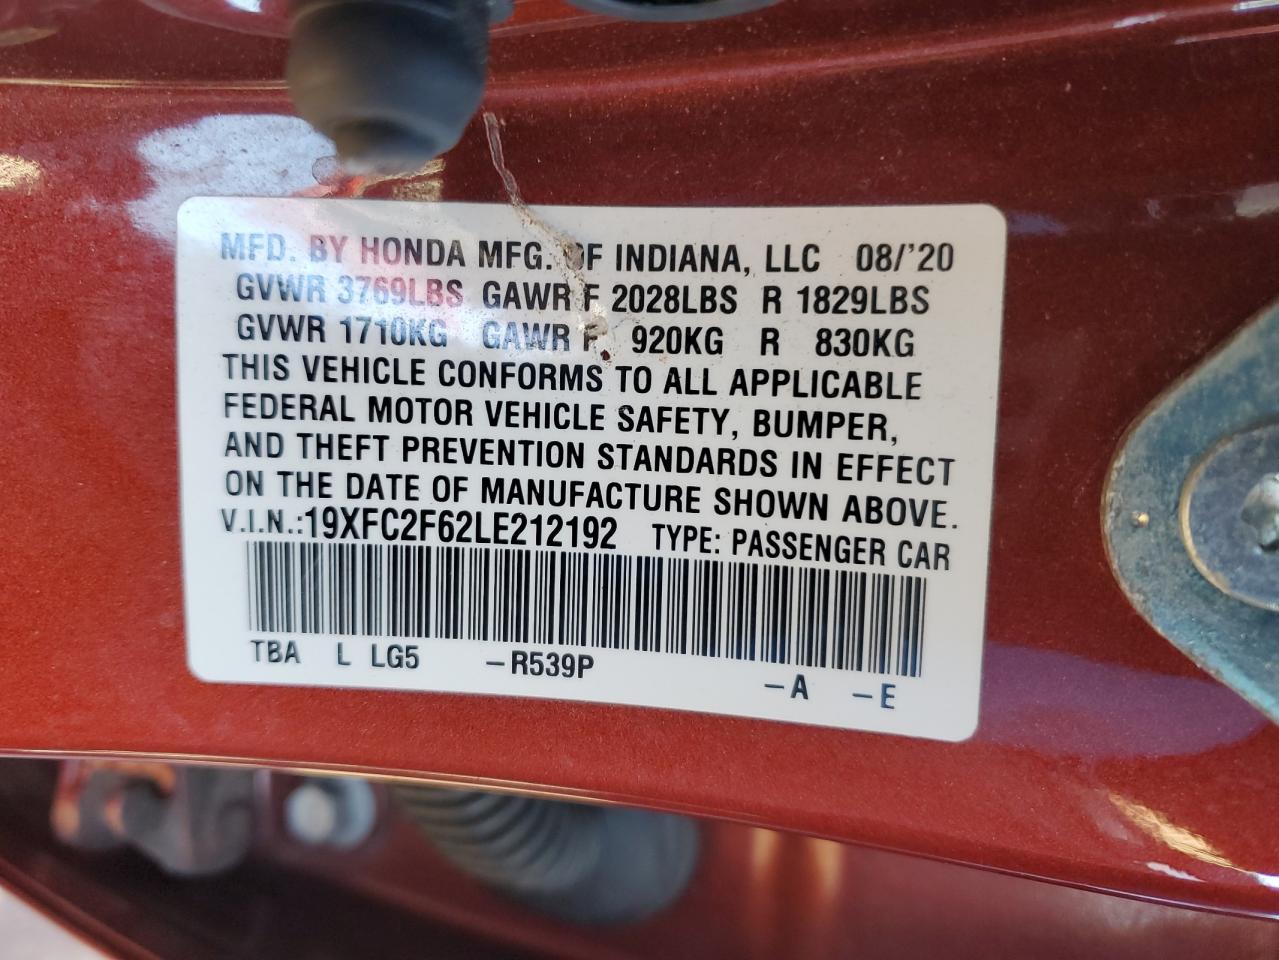 MFD. BY HONDA MFG. OF INDIANA, LLC 08/'20
GVWR 3769LBS GAWR F 2028LBS R 1829LBS
GVWR 1710KG GAWR F 920KG R 830KG
THIS VEHICLE CONFORMS TO ALL APPLICABLE
FEDERAL MOTOR VEHICLE SAFETY, BUMPER,
AND THEFT PREVENTION STANDARDS IN EFFECT
ON THE DATE OF MANUFACTURE SHOWN ABOVE.
V.I.N.:19XFC2F62LE212192 TYPE: PASSENGER CAR
TBA L LG5 –R539P –A –E